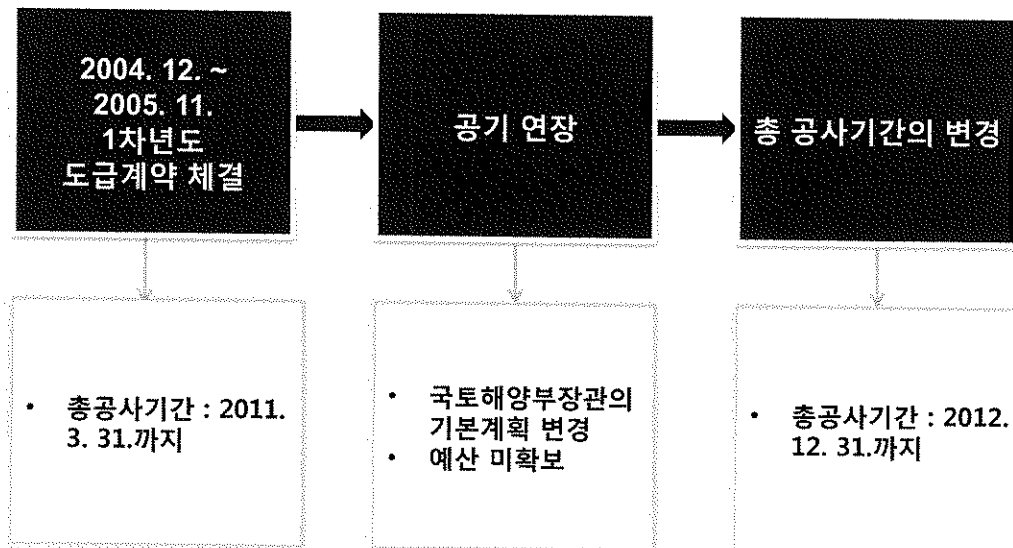 2004. 12. ~
2005. 11.
1차년도
도급계약 체결
공기 연장
총 공사기간의 변경
• 총공사기간 : 2011.
3. 31.까지
• 국토해양부장관의
기본계획 변경
• 예산 미확보
• 총공사기간 : 2012.
12. 31.까지